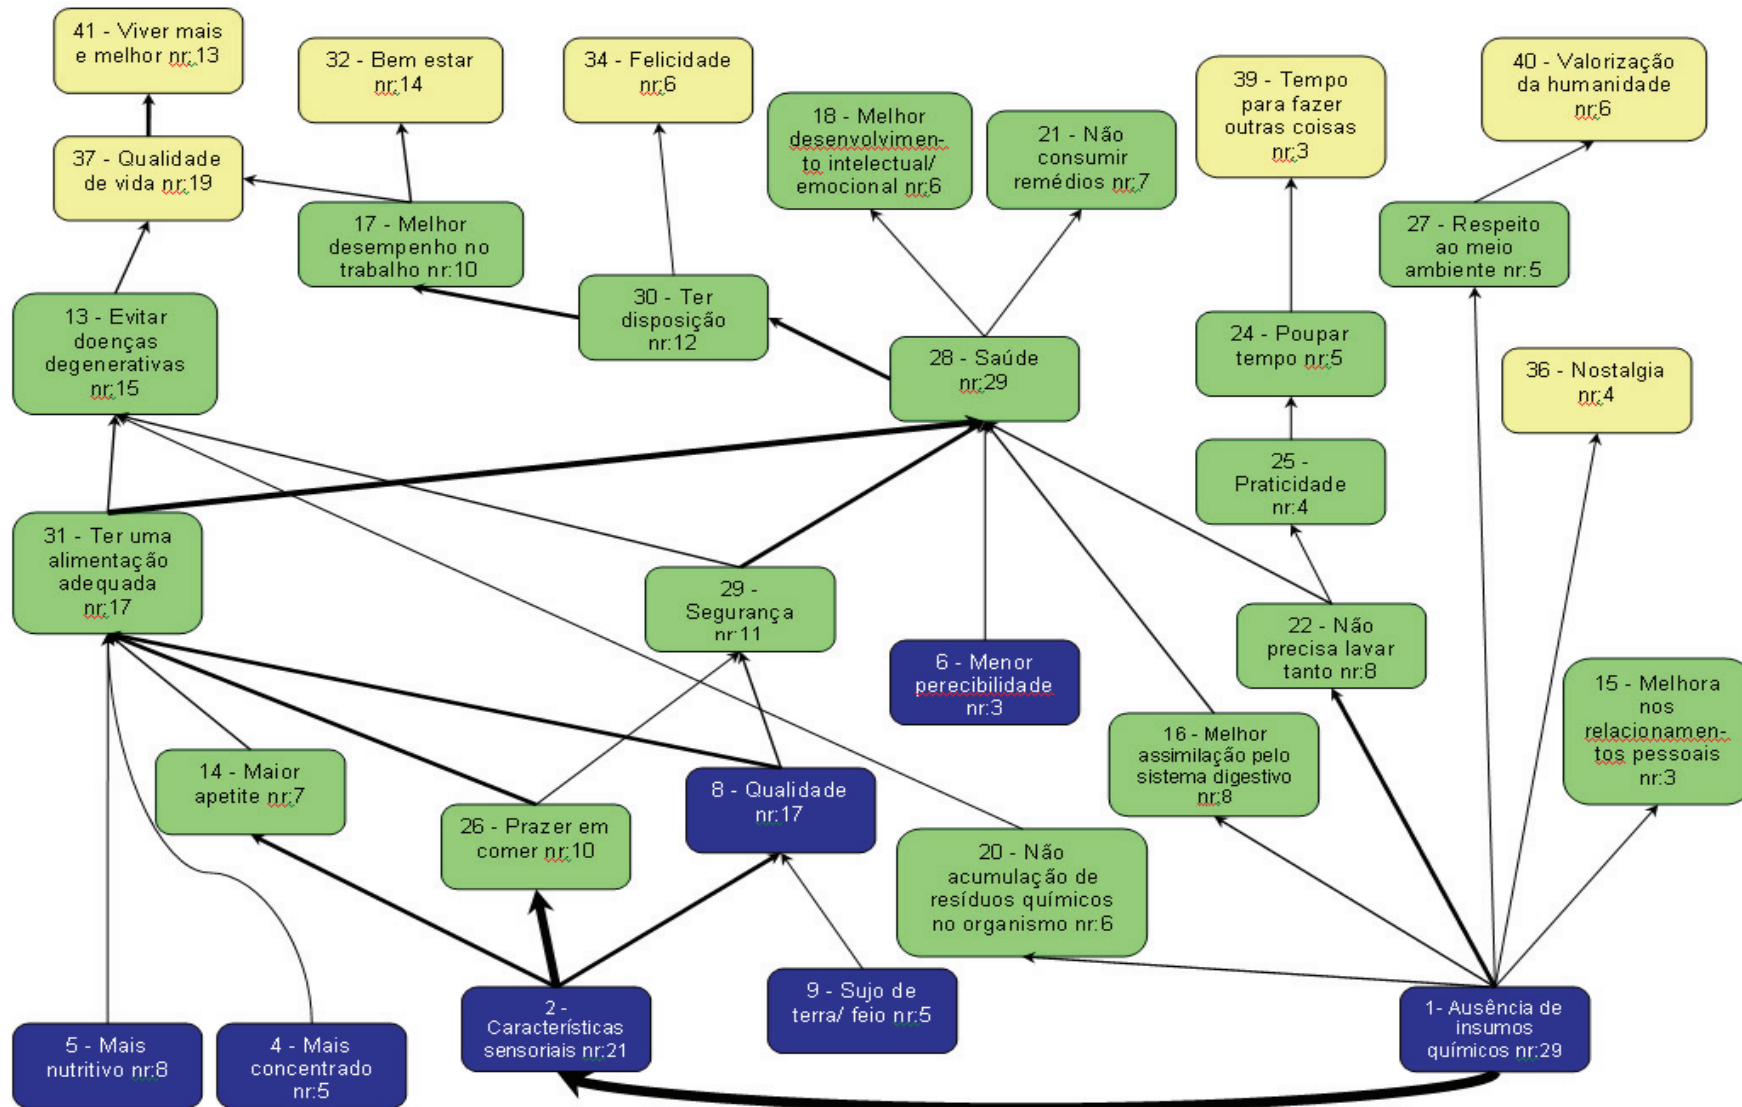 41 - Viver mais
e melhor nr:13
32 - Bem estar
nr:14
34 - Felicidade
nr:6
18 - Melhor
desenvolvimen-
to intelectual/
emocional nr:6
21 - Não
consumir
remédios nr:7
39 - Tempo
para fazer
outras coisas
nr:3
40 - Valorização
da humanidade
nr:6
37 - Qualidade
de vida nr:19
17 - Melhor
desempenho no
trabalho nr:10
27 - Respeito
ao meio
ambiente nr:5
13 - Evitar
doenças
degenerativas
nr:15
30 - Ter
disposição
nr:12
28 - Saúde
nr:29
24 - Poupar
tempo nr:5
36 - Nostalgia
nr:4
25 -
Praticidade
nr:4
31 - Ter uma
alimentação
adequada
nr:17
29 -
Segurança
nr:11
6 - Menor
perecibilidade
nr:3
22 - Não
precisa lavar
tanto nr:8
15 - Melhora
nos
relacionamen-
tos pessoais
nr:3
14 - Maior
apetite nr:7
26 - Prazer em
comer nr:10
8 - Qualidade
nr:17
16 - Melhor
assimilação pelo
sistema digestivo
nr:8
20 - Não
acumulação de
resíduos químicos
no organismo nr:6
5 - Mais
nutritivo nr:8
4 - Mais
concentrado
nr:5
2 -
Características
sensoriais nr:21
9 - Sujo de
terra/ feio nr:5
1- Ausência de
insumos
químicos nr:29